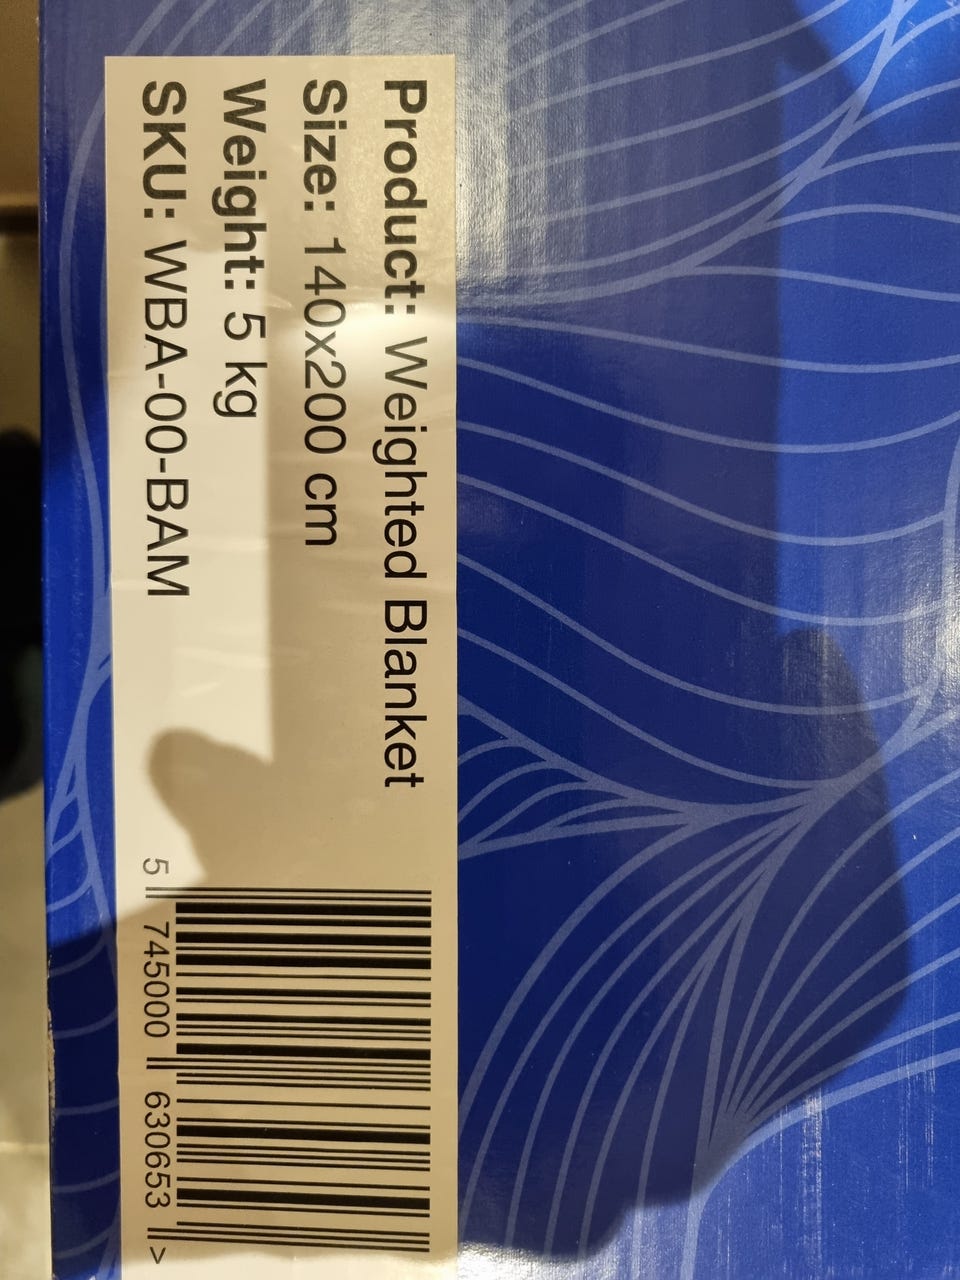 Product: Weighted Blanket
Size: 140x200 cm
Weight: 5 kg
SKU: WBA-00-BAM
5 745000 630653 >